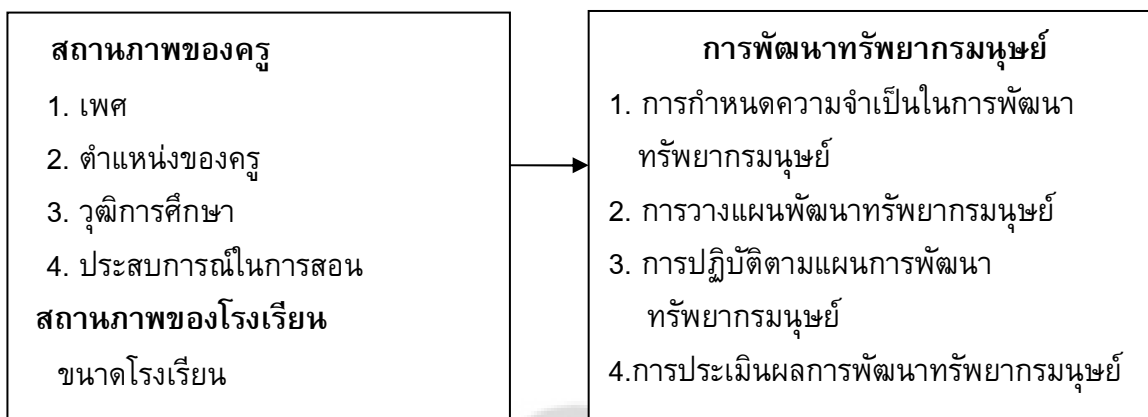 สถานภาพของครู
1. เพศ
2. ตำแหน่งของครู
3. วุฒิการศึกษา
4. ประสบการณ์ในการสอน
สถานภาพของโรงเรียน
ขนาดโรงเรียน
การพัฒนาทรัพยากรมนุษย์
1. การกำหนดความจำเป็นในการพัฒนา
ทรัพยากรมนุษย์
2. การวางแผนพัฒนาทรัพยากรมนุษย์
3. การปฏิบัติตามแผนการพัฒนา
ทรัพยากรมนุษย์
4.การประเมินผลการพัฒนาทรัพยากรมนุษย์